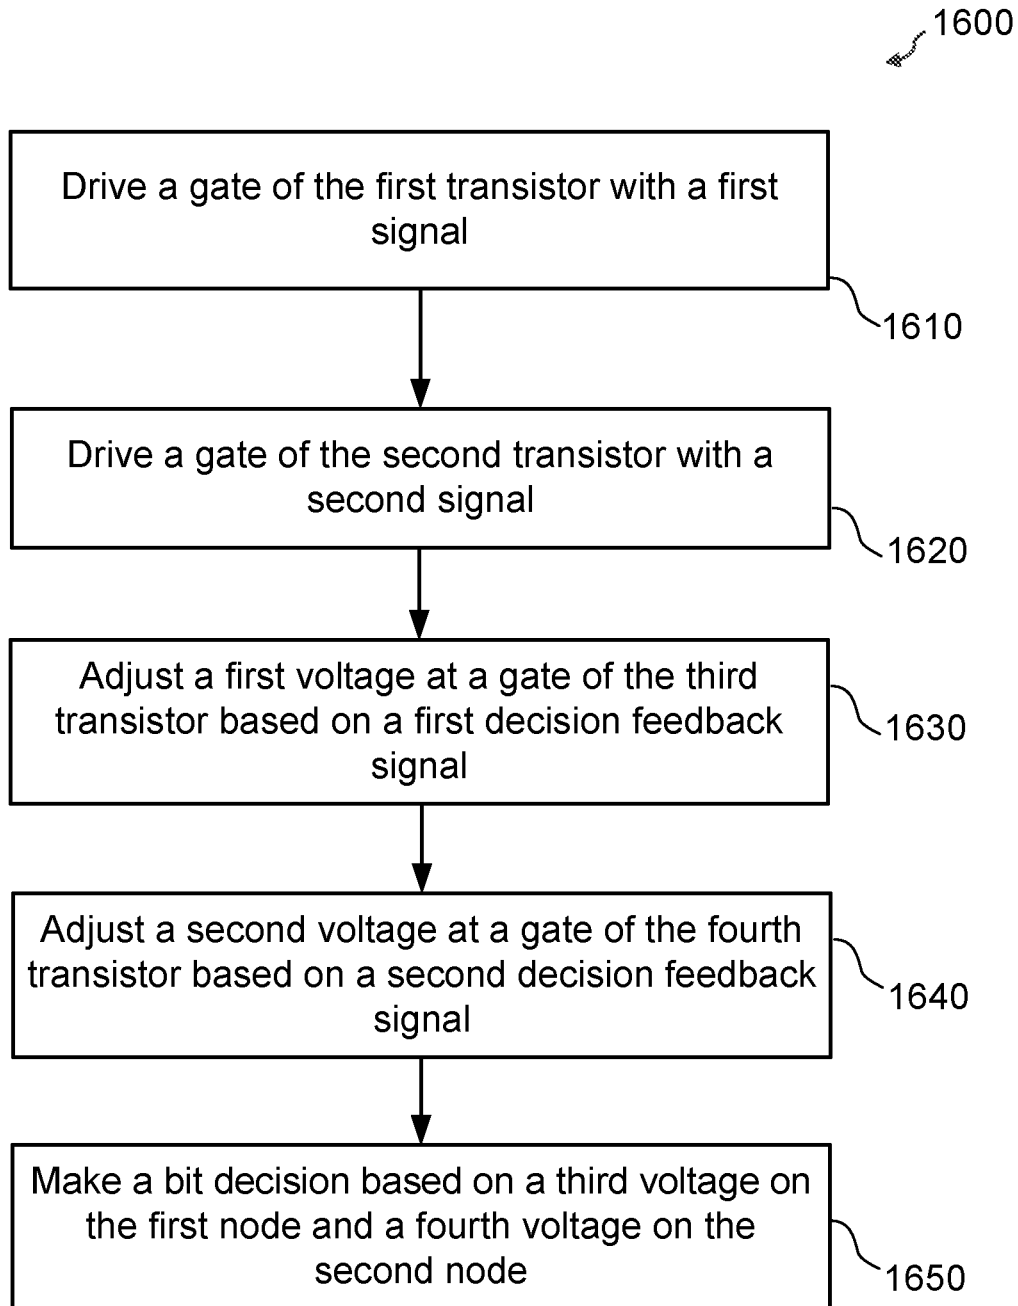 1600
Drive a gate of the first transistor with a first
signal
1610
Drive a gate of the second transistor with a
second signal
1620
Adjust a first voltage at a gate of the third
transistor based on a first decision feedback
signal
1630
Adjust a second voltage at a gate of the fourth
transistor based on a second decision feedback
signal
1640
Make a bit decision based on a third voltage on
the first node and a fourth voltage on the
second node
1650